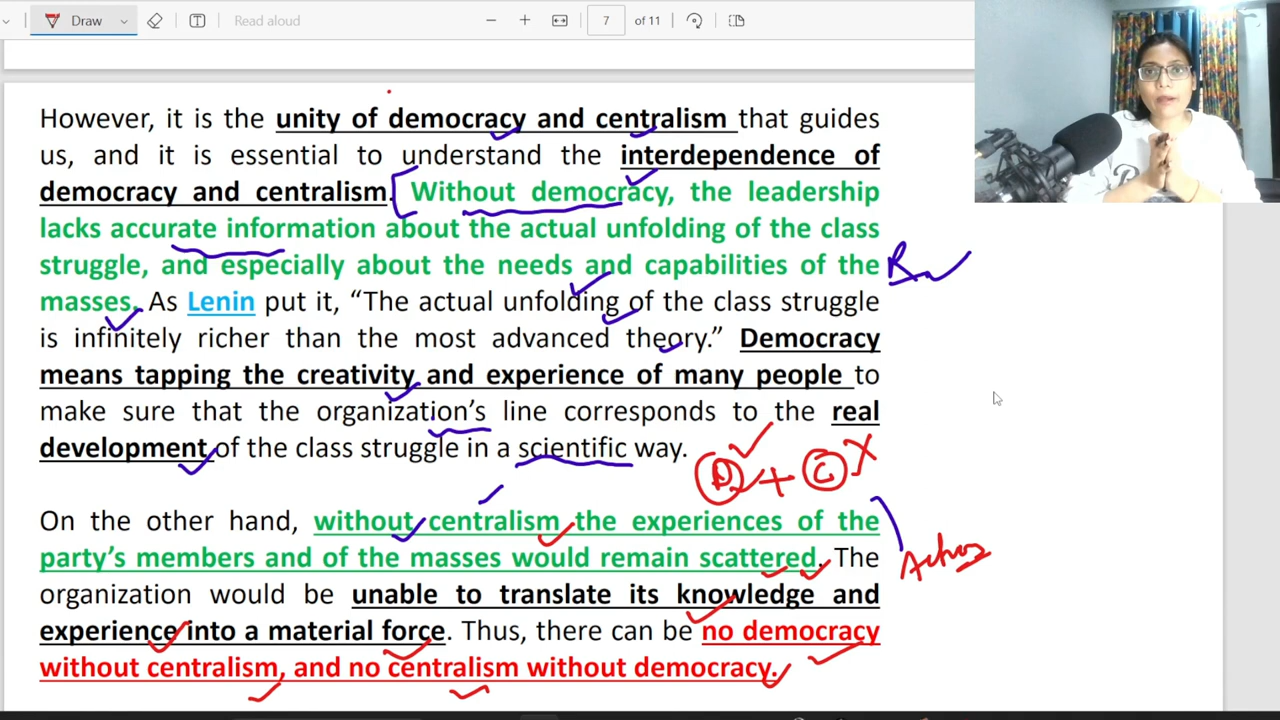 Draw
Read aloud
7
of 11
However, it is the unity of democracy and centralism that guides
us, and it is essential to understand the interdependence of
democracy and centralism. Without democracy, the leadership
lacks accurate information about the actual unfolding of the class
struggle, and especially about the needs and capabilities of the
masses. As Lenin put it, “The actual unfolding of the class struggle
is infinitely richer than the most advanced theory.” Democracy
means tapping the creativity and experience of many people to
make sure that the organization’s line corresponds to the real
development of the class struggle in a scientific way.
D + C X
On the other hand, without centralism the experiences of the
party’s members and of the masses would remain scattered. The
organization would be unable to translate its knowledge and
experience into a material force. Thus, there can be no democracy
without centralism, and no centralism without democracy.